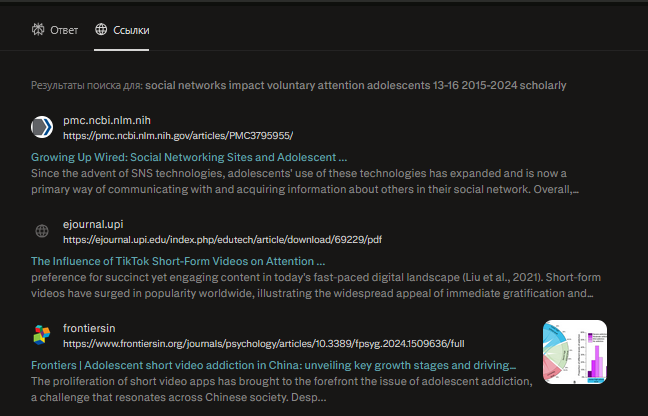 Ответ
Ссылки
Результаты поиска для: social networks impact voluntary attention adolescents 13-16 2015-2024 scholarly
pmc.ncbi.nlm.nih
https://pmc.ncbi.nlm.nih.gov/articles/PMC3795955/
Growing Up Wired: Social Networking Sites and Adolescent ...
Since the advent of SNS technologies, adolescents' use of these technologies has expanded and is now a
primary way of communicating with and acquiring information about others in their social network. Overall,...
ejournal.upi
https://ejournal.upi.edu/index.php/edutech/article/download/69229/pdf
The Influence of TikTok Short-Form Videos on Attention ...
preference for succinct yet engaging content in today's fast-paced digital landscape (Liu et al., 2021). Short-form
videos have surged in popularity worldwide, illustrating the widespread appeal of immediate gratification and...
frontiersin
https://www.frontiersin.org/journals/psychology/articles/10.3389/fpsyg.2024.1509636/full
Frontiers | Adolescent short video addiction in China: unveiling key growth stages and driving...
The proliferation of short video apps has brought to the forefront the issue of adolescent addiction,
a challenge that resonates across Chinese society. Desp...